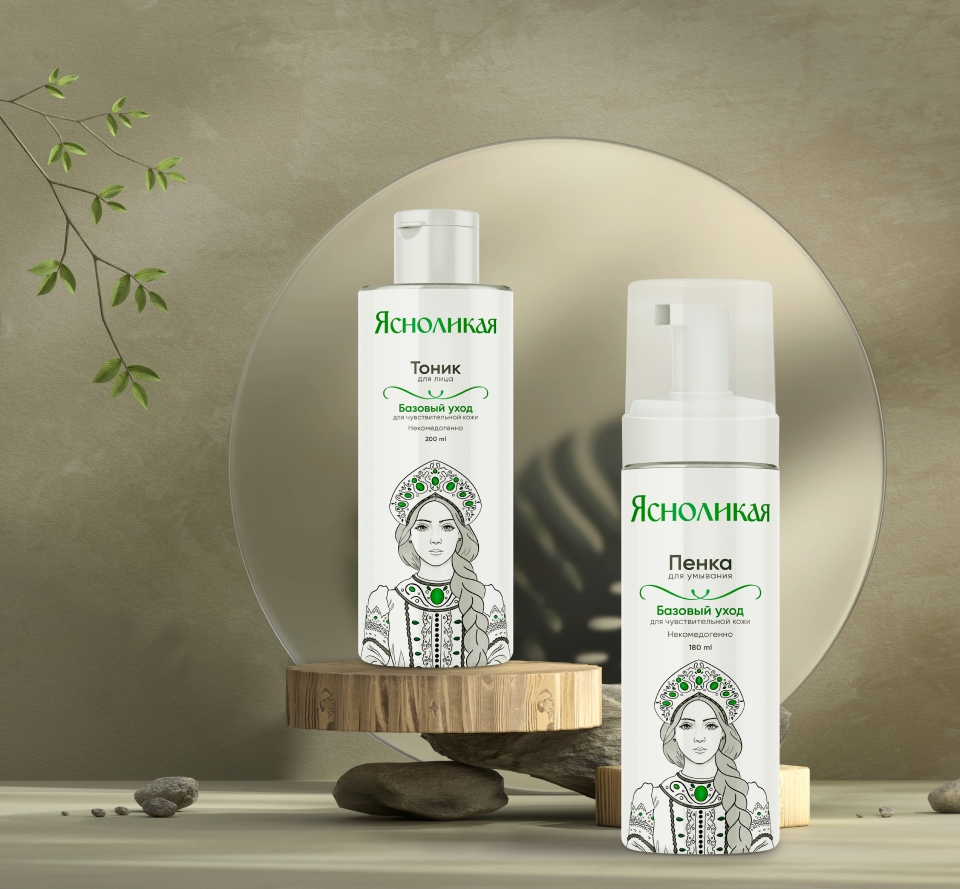 Ясноликая
Тоник
для лица
Базовый уход
для чувствительной кожи
Некомедогенно
200 ml
Ясноликая
Пенка
для умывания
Базовый уход
для чувствительной кожи
Некомедогенно
180 ml